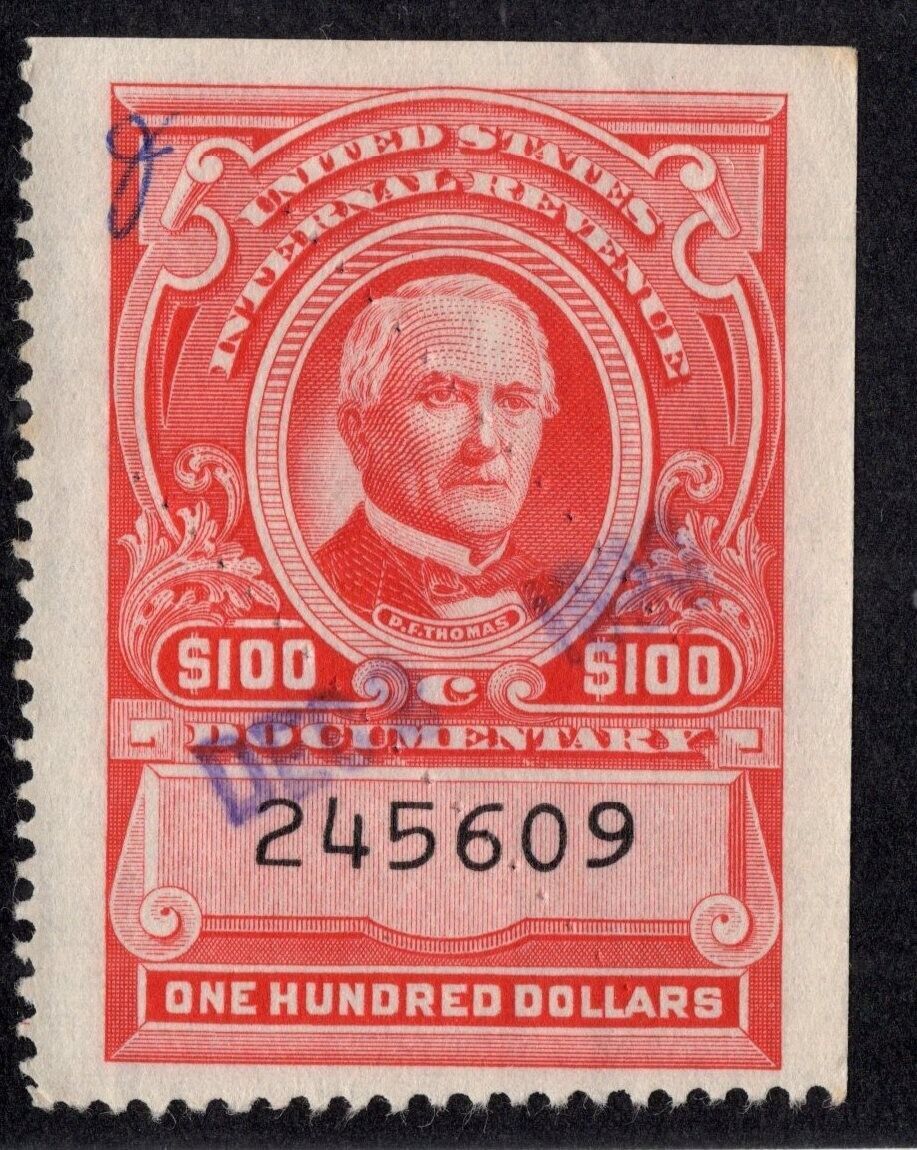 UNITED STATES
INTERNAL REVENUE
P.F. THOMAS
$100 $100
DOCUMENTARY
245609
ONE HUNDRED DOLLARS